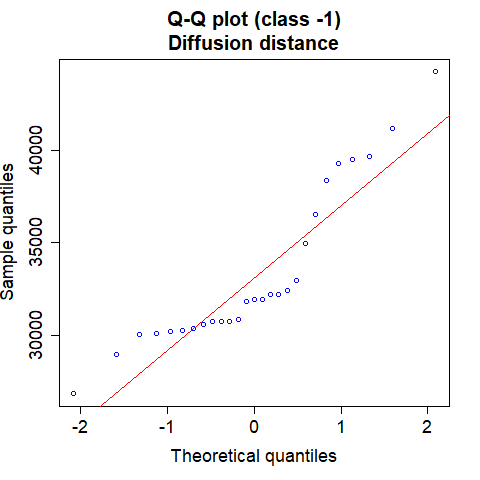 Q-Q plot (class -1)
Diffusion distance
Sample quantiles
40000
35000
30000
-2
-1
0
1
2
Theoretical quantiles